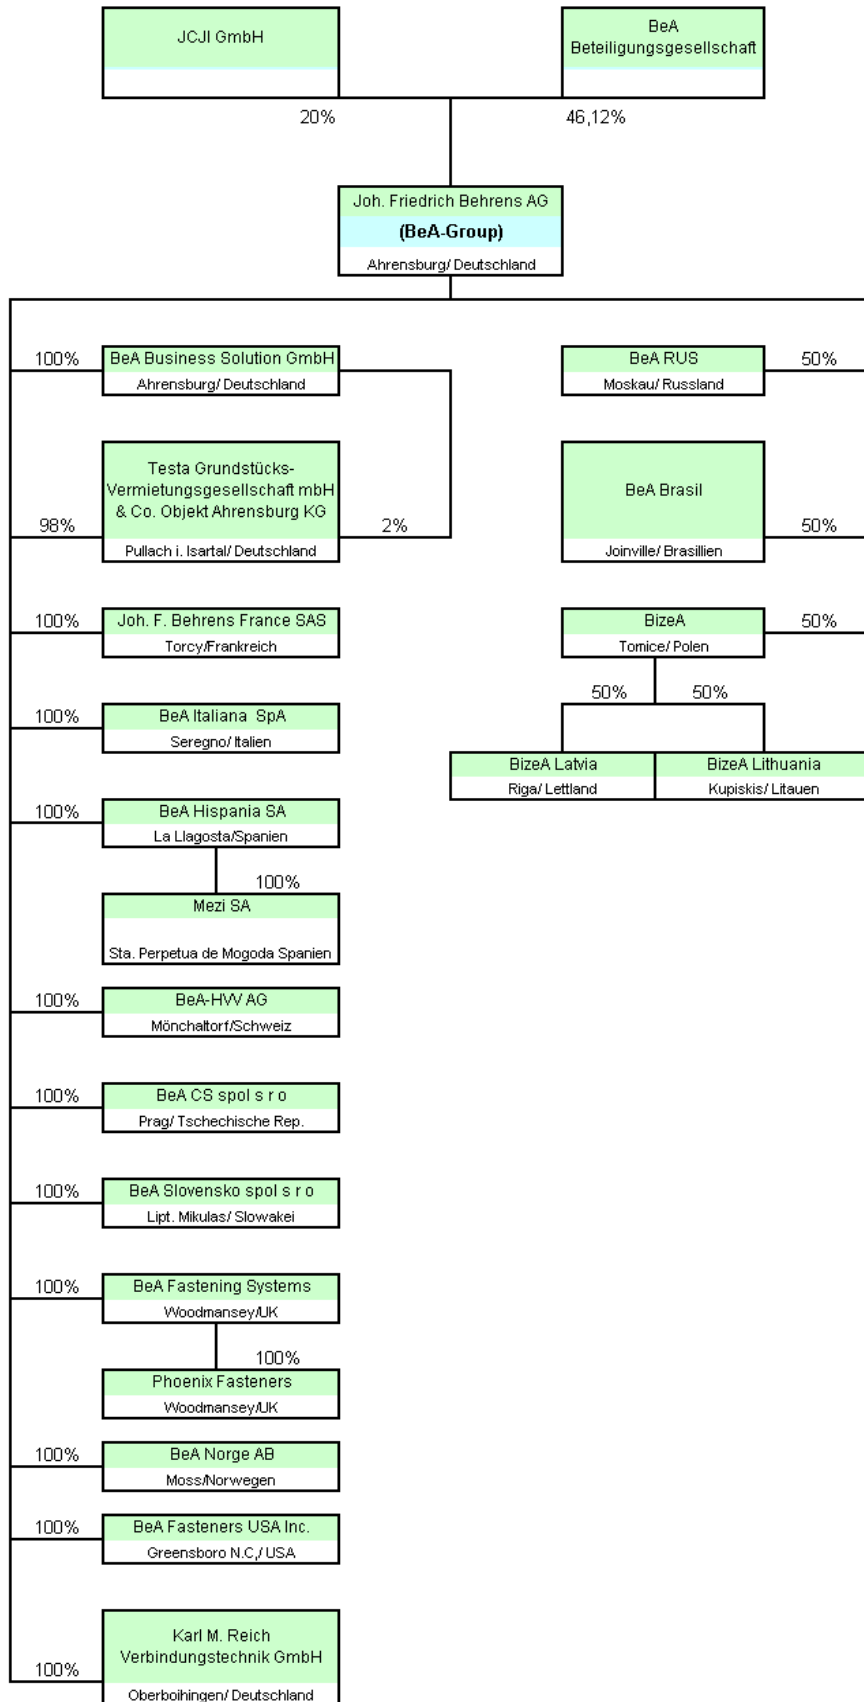 JCJI GmbH
BeA
Beteiligungsgesellschaft
20%
46,12%
Joh. Friedrich Behrens AG
(BeA-Group)
Ahrensburg/ Deutschland
100%
BeA Business Solution GmbH
Ahrensburg/ Deutschland
BeA RUS
50%
Moskau/ Russland
Testa Grundstücks-
Vermietungsgesellschaft mbH
& Co. Objekt Ahrensburg KG
98%
2%
Pullach i. Isartal/ Deutschland
BeA Brasil
50%
Joinville/ Brasillien
100%
Joh. F. Behrens France SAS
Torcy/Frankreich
BizeA
50%
Tomice/ Polen
50%
50%
100%
BeA Italiana SpA
Seregno/ Italien
BizeA Latvia
Riga/ Lettland
BizeA Lithuania
Kupiskis/ Litauen
100%
BeA Hispania SA
La Llagosta/Spanien
100%
Mezi SA
Sta. Perpetua de Mogoda Spanien
100%
BeA-HVV AG
Mönchaltorf/Schweiz
100%
BeA CS spol s r o
Prag/ Tschechische Rep.
100%
BeA Slovensko spol s r o
Lipt. Mikulas/ Slowakei
100%
BeA Fastening Systems
Woodmansey/UK
100%
Phoenix Fasteners
Woodmansey/UK
100%
BeA Norge AB
Moss/Norwegen
100%
BeA Fasteners USA Inc.
Greensboro N.C,/ USA
Karl M. Reich
Verbindungstechnik GmbH
100%
Oberboihingen/ Deutschland